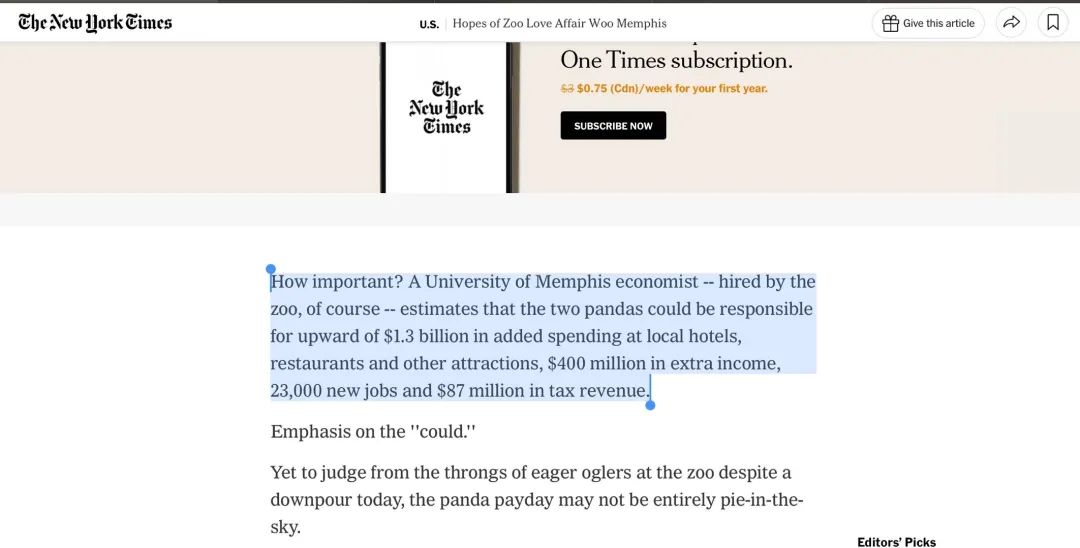 The New York Times
U.S. Hopes of Zoo Love Affair Woo Memphis
Give this article
One Times subscription.
$3 $0.75 (Cdn)/week for your first year.
The
New York
Times
SUBSCRIBE NOW
How important? A University of Memphis economist -- hired by the
zoo, of course -- estimates that the two pandas could be responsible
for upward of $1.3 billion in added spending at local hotels,
restaurants and other attractions, $400 million in extra income,
23,000 new jobs and $87 million in tax revenue.
Emphasis on the ''could.''
Yet to judge from the throngs of eager oglers at the zoo despite a
downpour today, the panda payday may not be entirely pie-in-the-
sky.
Editors' Picks